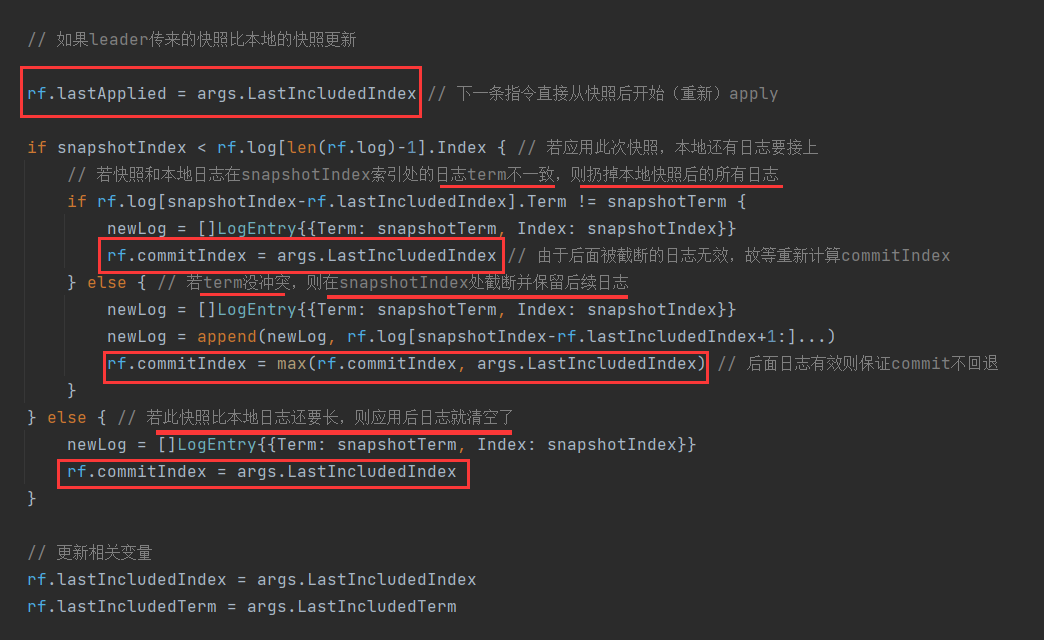 // 如果leader传来的快照比本地的快照更新
rf.lastApplied = args.LastIncludedIndex // 下一条指令直接从快照后开始（重新）apply
if snapshotIndex < rf.log[len(rf.log)-1].Index { // 若应用此次快照，本地还有日志要接上
// 若快照和本地日志在snapshotIndex索引处的日志term不一致，则扔掉本地快照后的所有日志
if rf.log[snapshotIndex-rf.lastIncludedIndex].Term != snapshotTerm {
newLog = []LogEntry{{Term: snapshotTerm, Index: snapshotIndex}}
rf.commitIndex = args.LastIncludedIndex // 由于后面被截断的日志无效，故等重新计算commitIndex
} else { // 若term没冲突，则在snapshotIndex处截断并保留后续日志
newLog = []LogEntry{{Term: snapshotTerm, Index: snapshotIndex}}
newLog = append(newLog, rf.log[snapshotIndex-rf.lastIncludedIndex+1:]...)
rf.commitIndex = max(rf.commitIndex, args.LastIncludedIndex) // 后面日志有效则保证commit不回退
}
} else { // 若此快照比本地日志还要长，则应用后日志就清空了
newLog = []LogEntry{{Term: snapshotTerm, Index: snapshotIndex}}
rf.commitIndex = args.LastIncludedIndex
}
// 更新相关变量
rf.lastIncludedIndex = args.LastIncludedIndex
rf.lastIncludedTerm = args.LastIncludedTerm